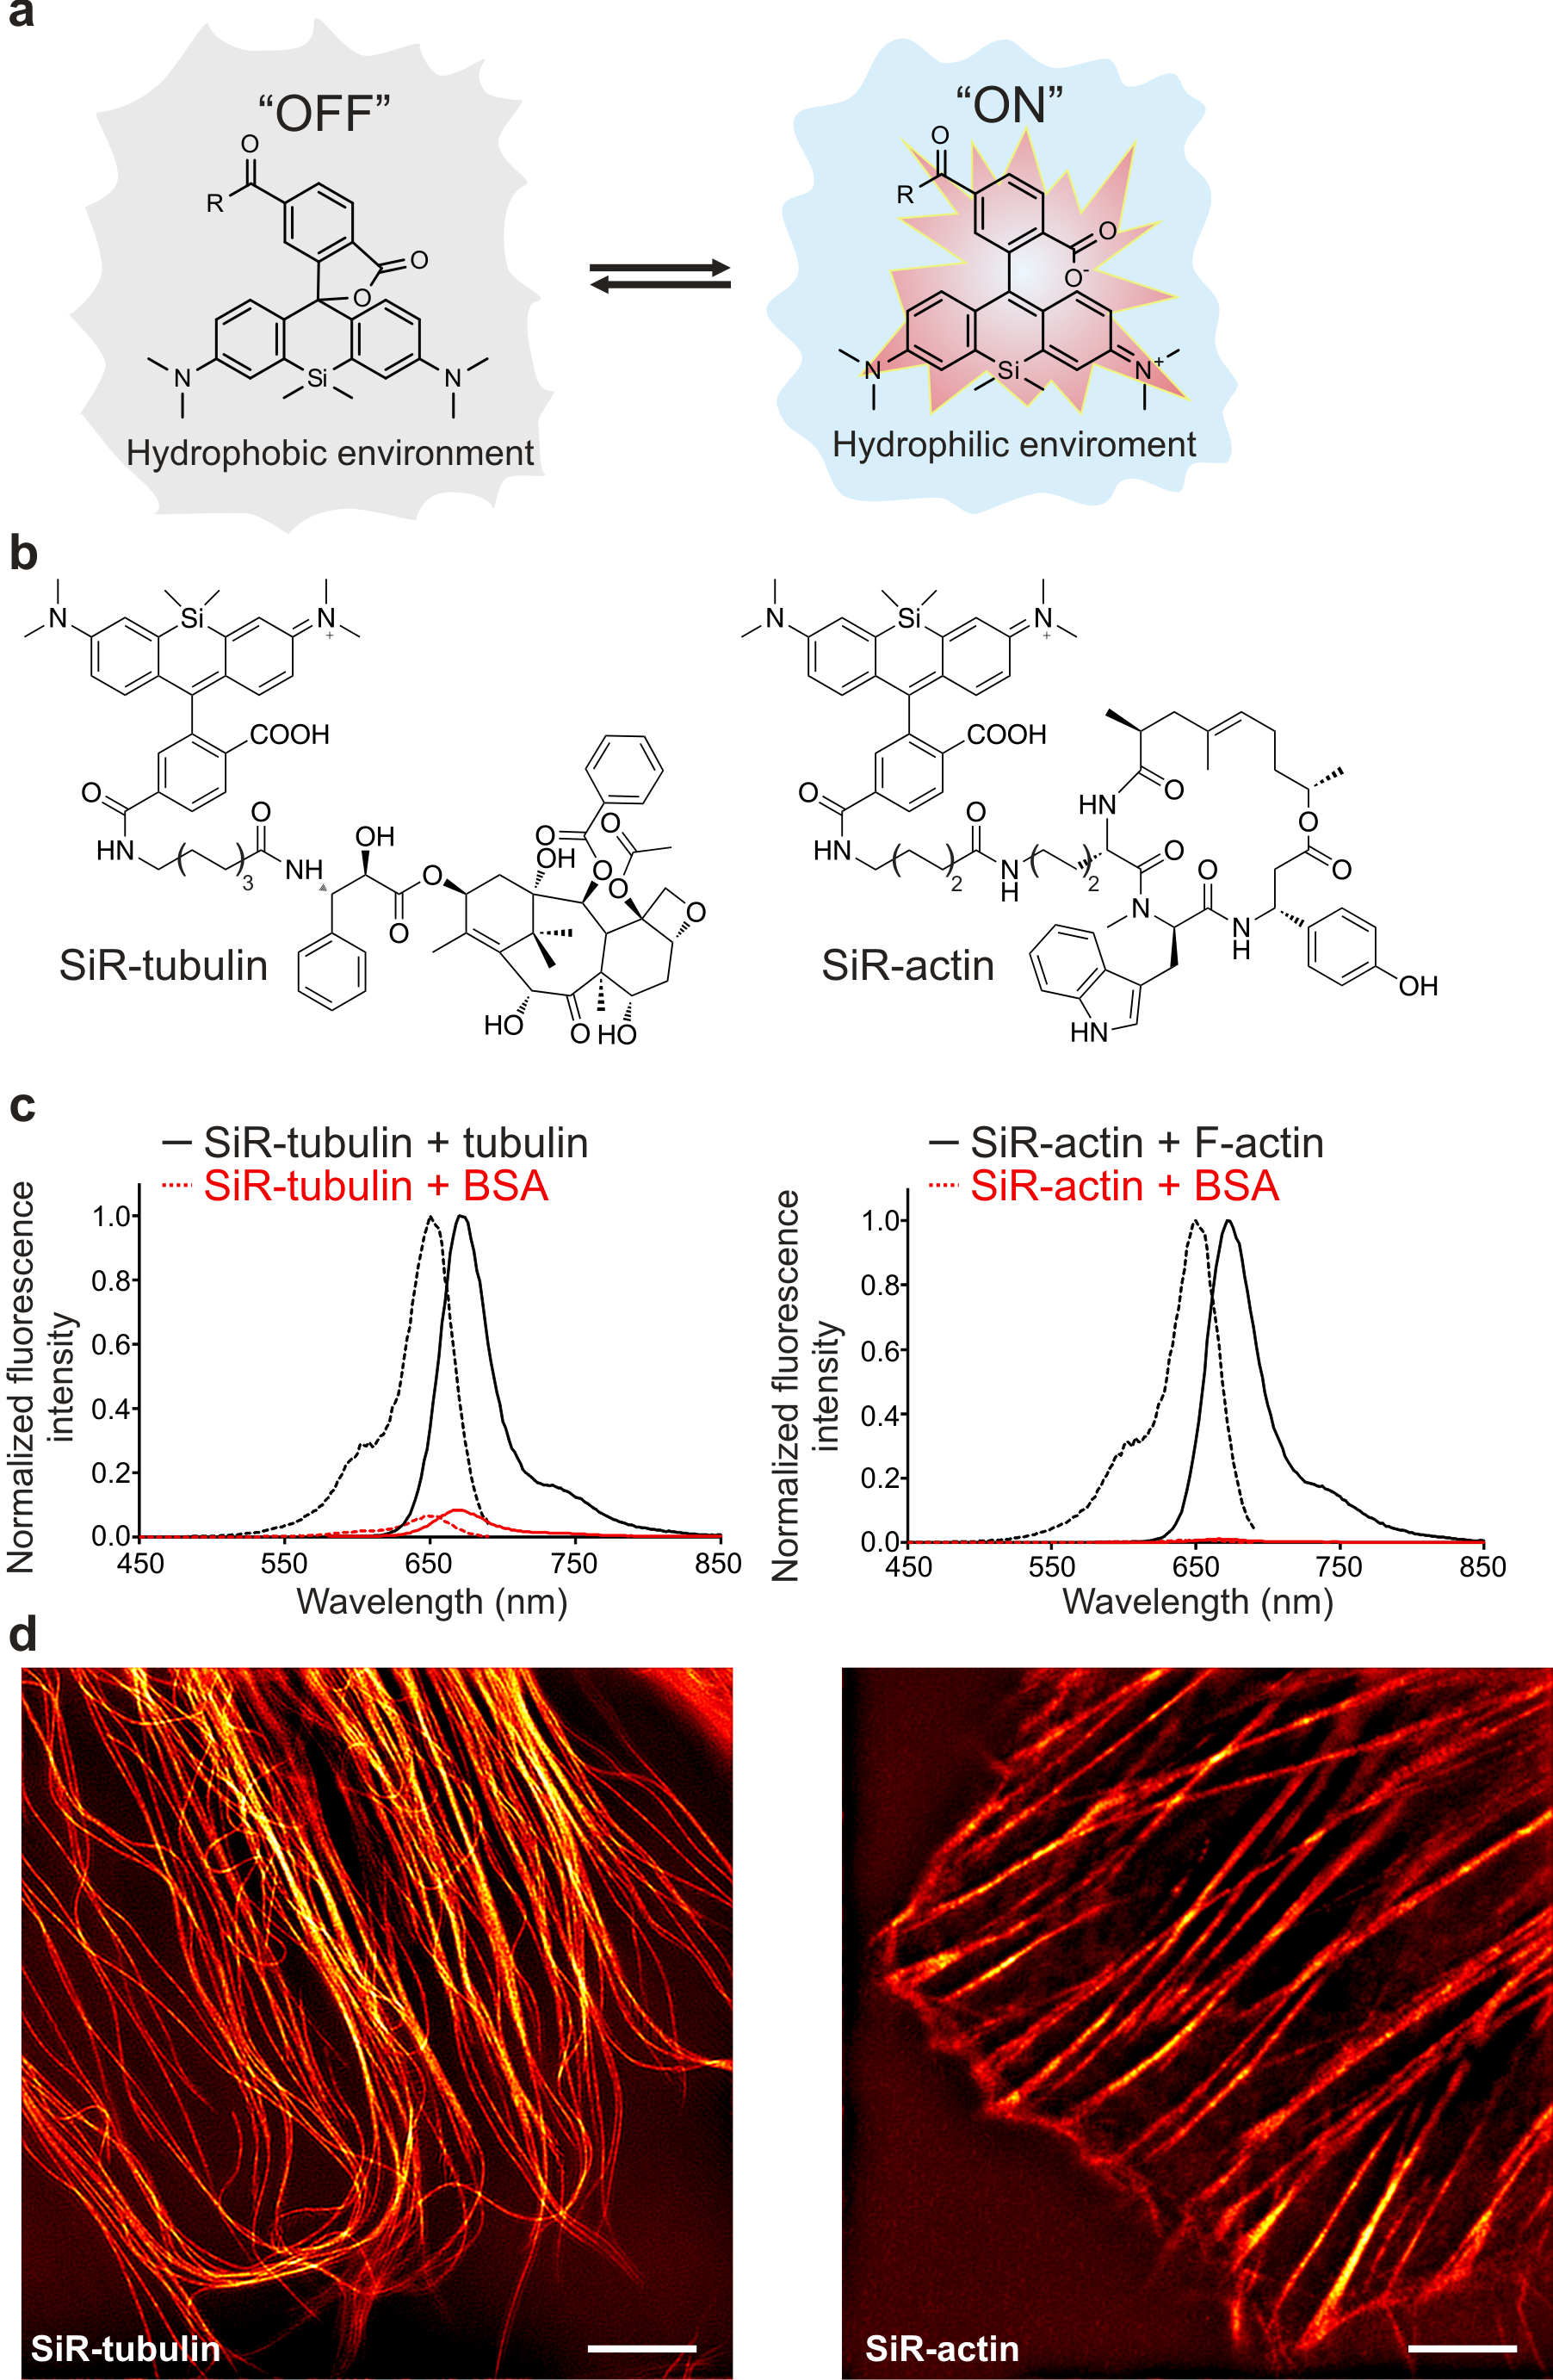 a
“OFF”
“ON”
O
R
O
O
N
Si
N
Hydrophobic environment
O
R
O
O-
N
Si
N+
Hydrophilic enviroment
b
N
Si
N
+
COOH
O
HN
3
O
NH
OH
O
O
OH
O
O
O
O
O
HO
O
HO
SiR-tubulin
N
Si
N
+
COOH
O
HN
2
O
N
H
2
HN
O
O
O
O
N
O
N
H
OH
HN
SiR-actin
c
SiR-tubulin + tubulin
SiR-tubulin + BSA
Normalized fluorescence
intensity
1.0
0.8
0.6
0.4
0.2
0.0
450
550
650
750
850
Wavelength (nm)
SiR-actin + F-actin
SiR-actin + BSA
Normalized fluorescence
intensity
1.0
0.8
0.6
0.4
0.2
0.0
450
550
650
750
850
Wavelength (nm)
d
SiR-tubulin
SiR-actin